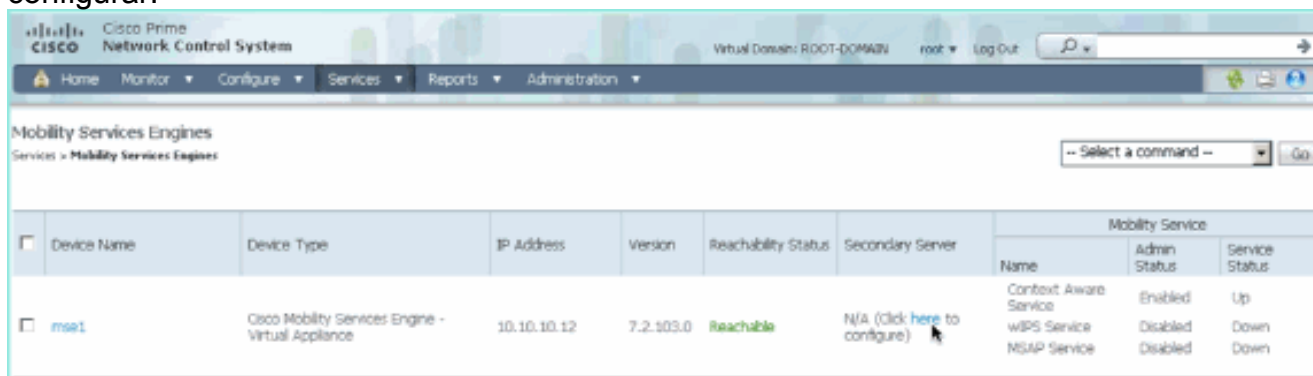 configurarl
Cisco Prime
CISCO Network Control System
Virtual Domain: ROOT-DOMAIN root Log Out
Home Monitor Configure Services Reports Administration
Mobility Services Engines
Services > Mobility Services Engines
-- Select a command -- Go
Mobility Service
Device Name Device Type IP Address Version Reachability Status Secondary Server Name Admin Status Service Status
mse1 Cisco Mobility Services Engine - Virtual Appliance 10.10.10.12 7.2.103.0 Reachable N/A (Click here to configure)
Context Aware Service Enabled Up
wIPS Service Disabled Down
MSAP Service Disabled Down